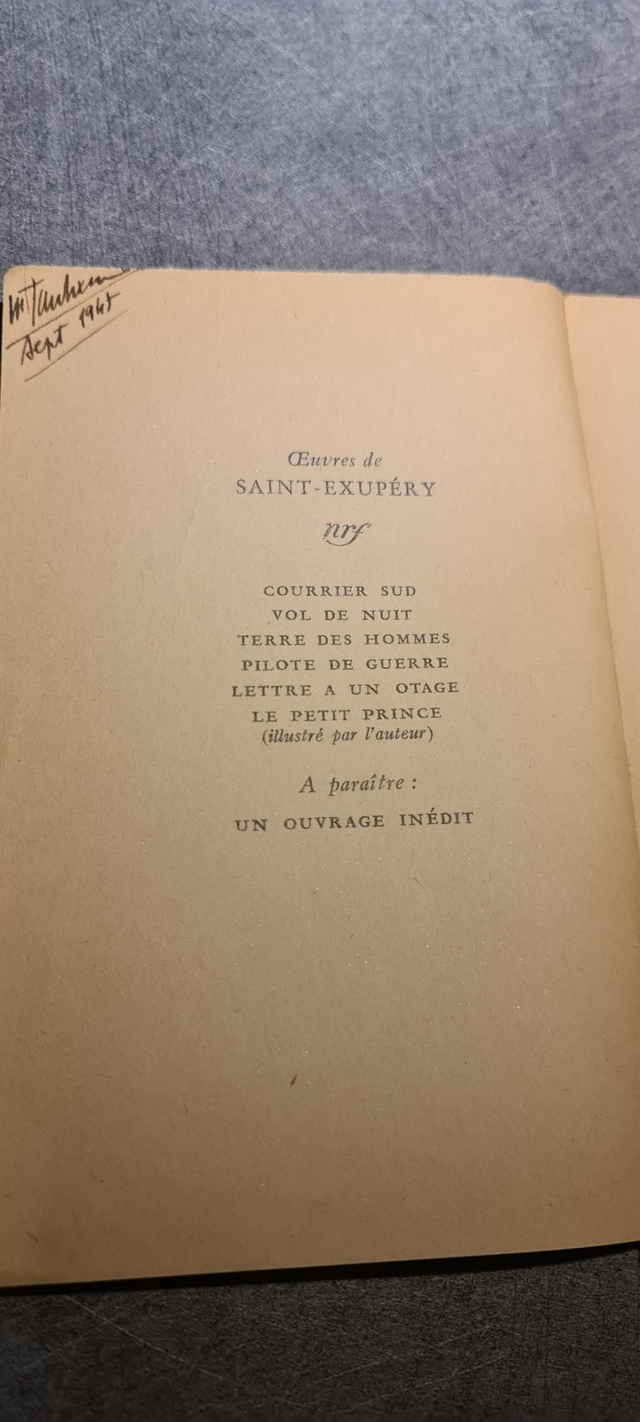 Sept 194
Œuvres de
SAINT-EXUPÉRY
nrf
COURRIER SUD
VOL DE NUIT
TERRE DES HOMMES
PILOTE DE GUERRE
LETTRE A UN OTAGE
LE PETIT PRINCE
(illustré par l'auteur)
A paraître :
UN OUVRAGE INÉDIT